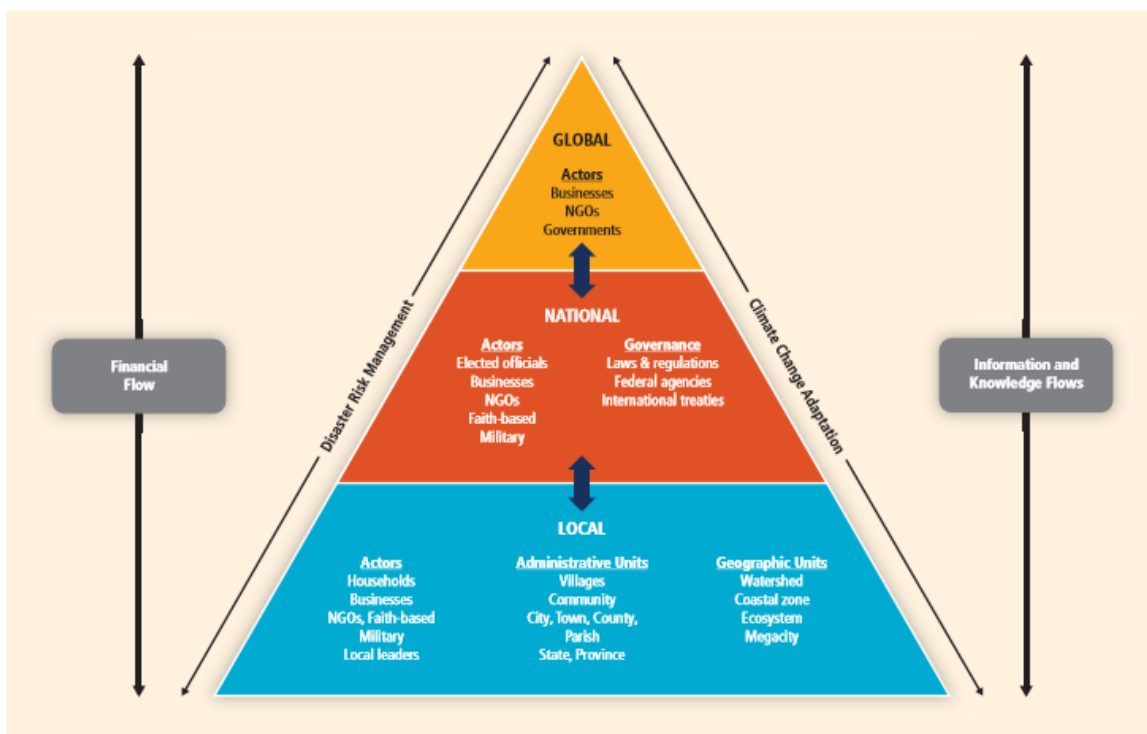 GLOBAL
Actors
Businesses
NGOs
Governments
NATIONAL
Actors
Elected officials
Businesses
NGOs
Faith-based
Military
Governance
Laws & regulations
Federal agencies
International treaties
LOCAL
Actors
Households
Businesses
NGOs, Faith-based
Military
Local leaders
Administrative Units
Villages
Community
City, Town, County,
Parish
State, Province
Geographic Units
Watershed
Coastal zone
Ecosystem
Megacity
Financial
Flow
Disaster Risk Management
Climate Change Adaptation
Information and
Knowledge Flows